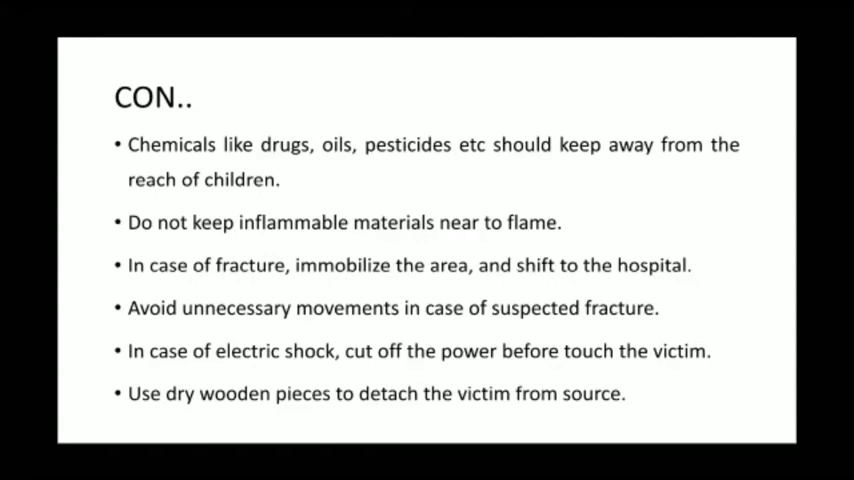 CON..
• Chemicals like drugs, oils, pesticides etc should keep away from the
reach of children.
• Do not keep inflammable materials near to flame.
• In case of fracture, immobilize the area, and shift to the hospital.
• Avoid unnecessary movements in case of suspected fracture.
• In case of electric shock, cut off the power before touch the victim.
• Use dry wooden pieces to detach the victim from source.